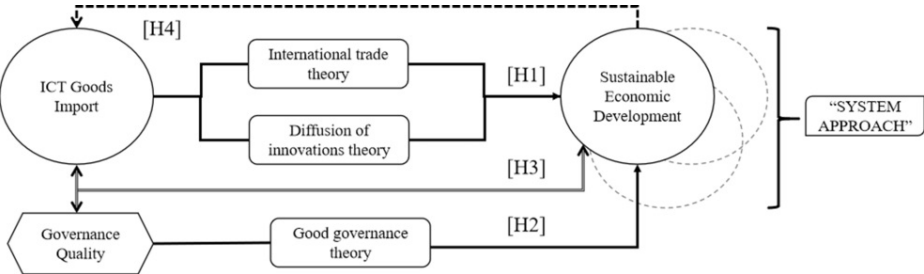 [H4]
ICT Goods
Import
International trade
theory
[H1]
Sustainable
Economic
Development
“SYSTEM
APPROACH”
Diffusion of
innovations theory
[H3]
Governance
Quality
Good governance
theory
[H2]